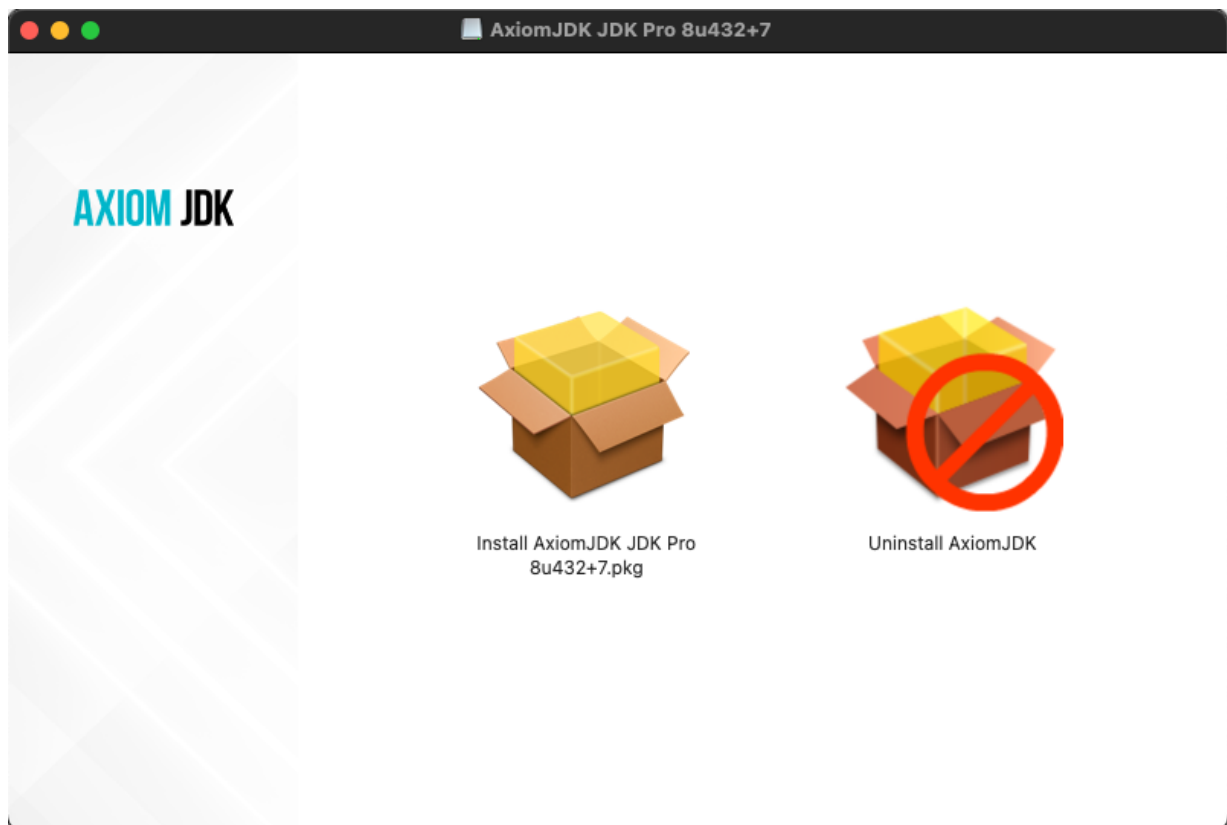 AxiomJDK JDK Pro 8u432+7
AXIOM JDK
Install AxiomJDK JDK Pro
8u432+7.pkg
Uninstall AxiomJDK